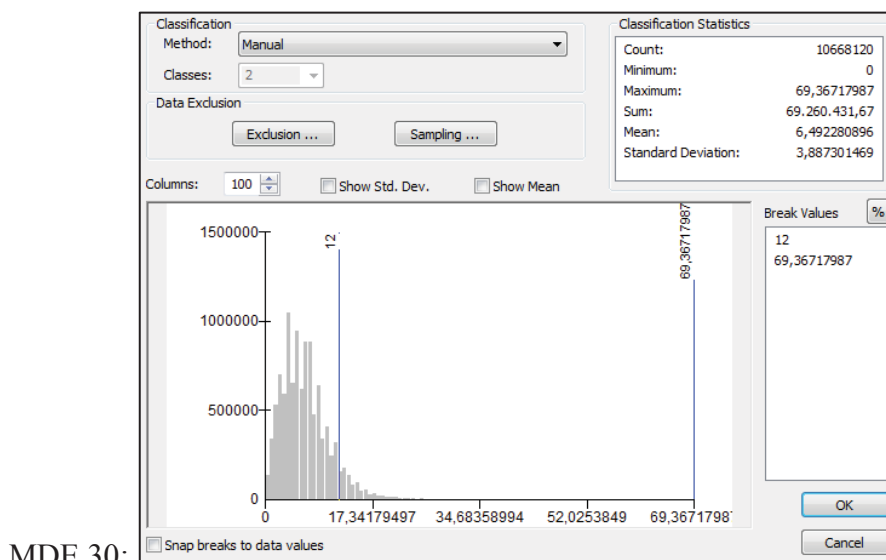 Classification
Method: Manual
Classes: 2
Data Exclusion
Exclusion ... Sampling ...
Classification Statistics
Count: 10668120
Minimum: 0
Maximum: 69,36717987
Sum: 69.260.431,67
Mean: 6,492280896
Standard Deviation: 3,887301469
Columns: 100 Show Std. Dev. Show Mean
Break Values %
12
69,36717987
1500000
1000000
500000
0
12
69,36717987
0 17,34179497 34,68358994 52,0253849 69,3671798
OK
Cancel
Snap breaks to data values
MDE 30: